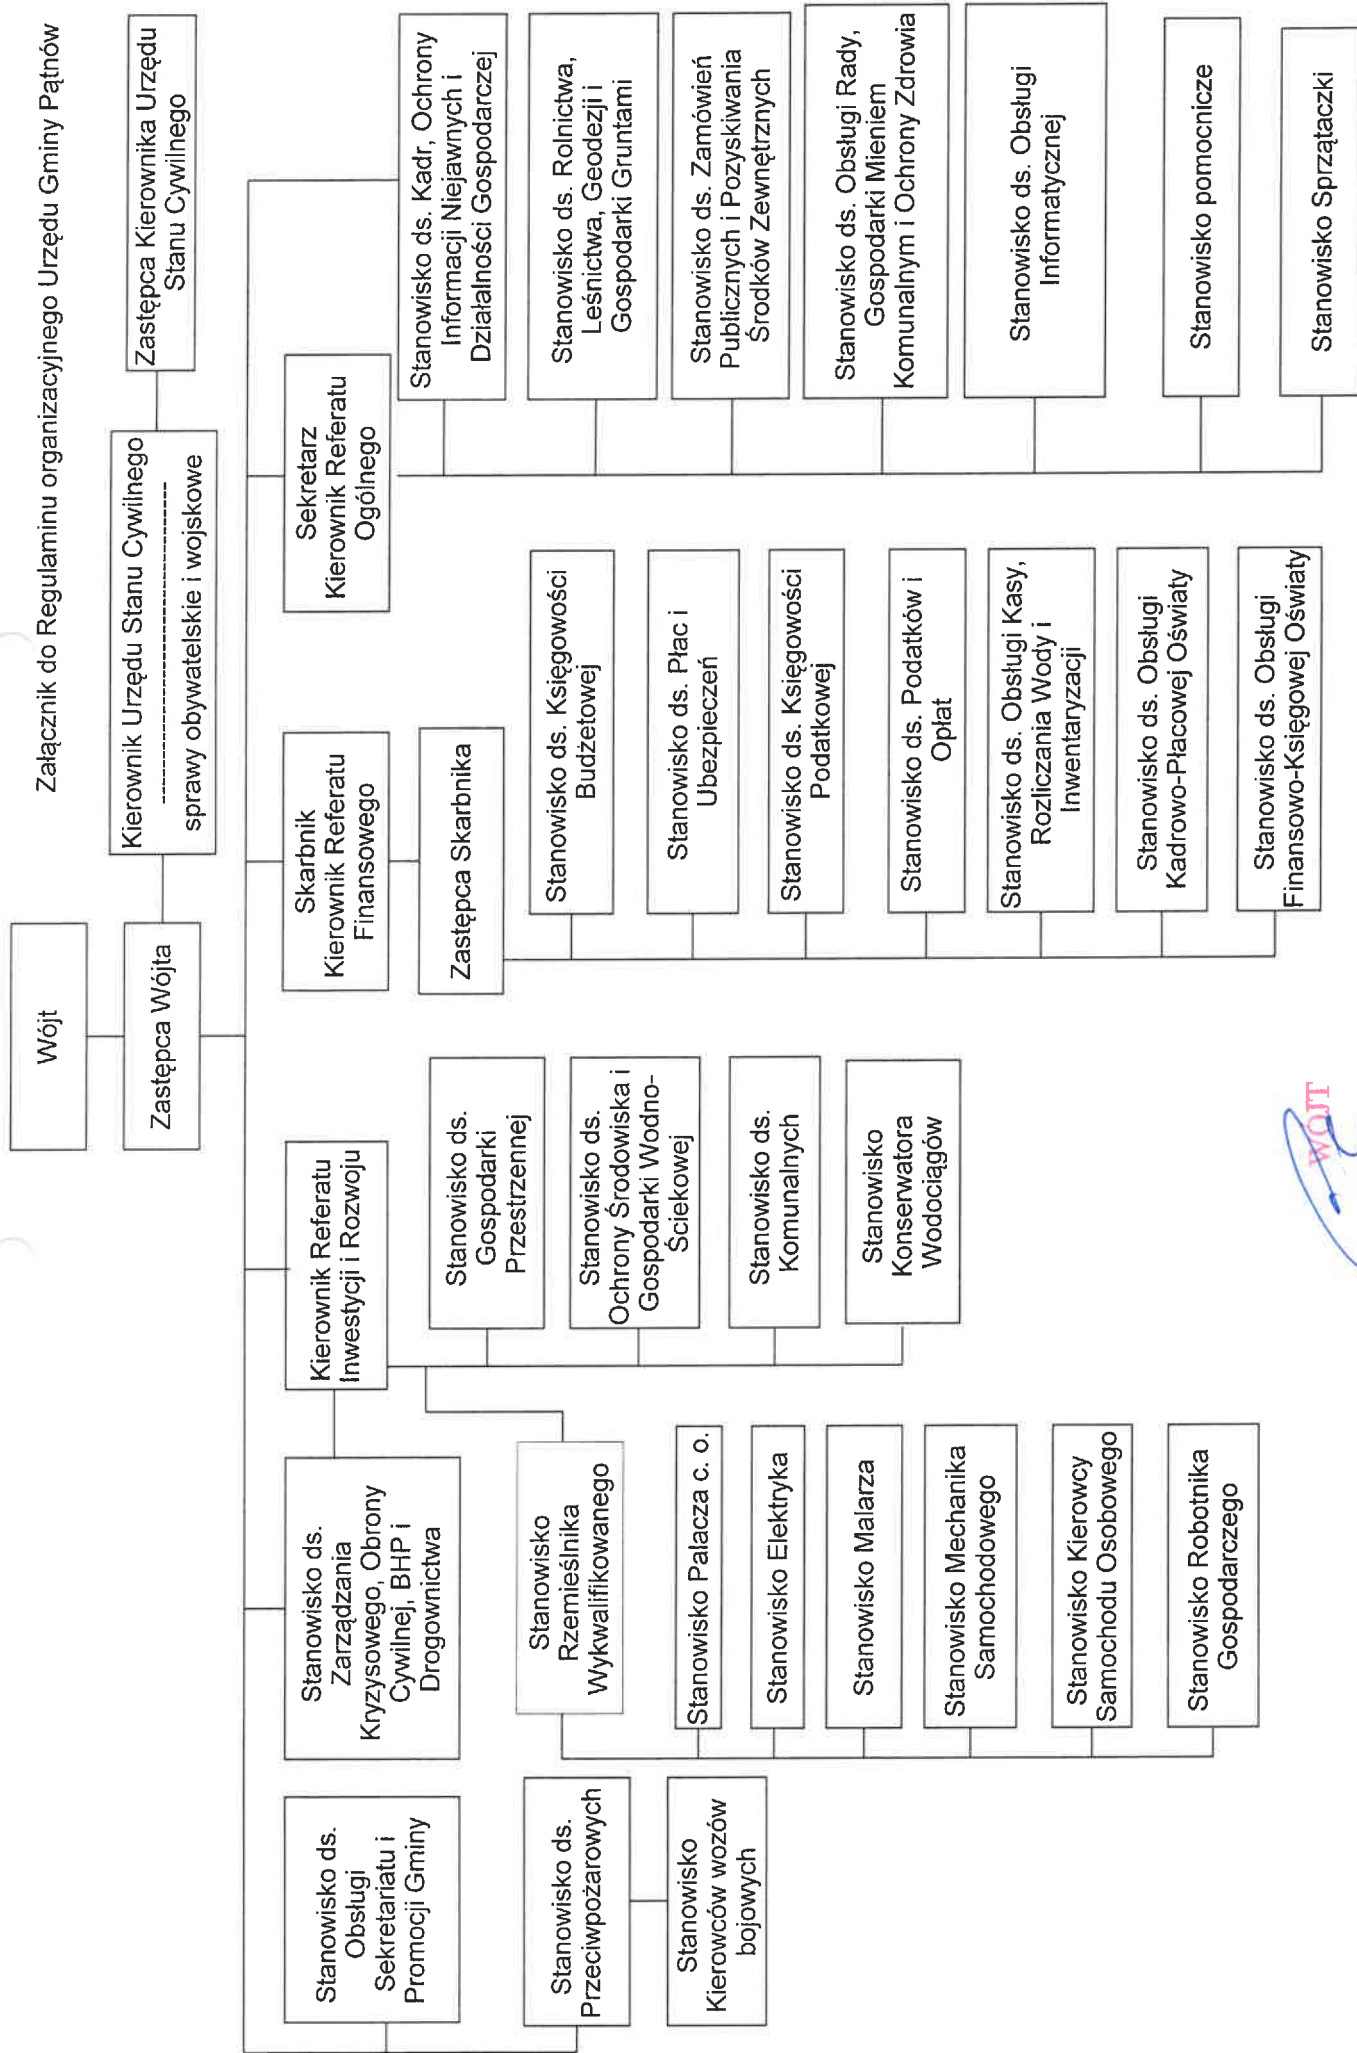 Załącznik do Regulaminu organizacyjnego Urzędu Gminy Pątnów
Wójt
Zastępca Wójta
Kierownik Urzędu Stanu Cywilnego
------------------------------------
sprawy obywatelskie i wojskowe
Zastępca Kierownika Urzędu
Stanu Cywilnego
Stanowisko ds.
Obsługi
Sekretariatu i
Promocji Gminy
Stanowisko ds.
Przeciwpożarowych
Stanowisko
Kierowców wozów
bojowych
Stanowisko ds.
Zarządzania
Kryzysowego, Obrony
Cywilnej, BHP i
Drogownictwa
Kierownik Referatu
Inwestycji i Rozwoju
Stanowisko
Rzemieślnika
Wykwalifikowanego
Stanowisko Palacza c. o.
Stanowisko Elektryka
Stanowisko Malarza
Stanowisko Mechanika
Samochodowego
Stanowisko Kierowcy
Samochodu Osobowego
Stanowisko Robotnika
Gospodarczego
Stanowisko ds.
Gospodarki
Przestrzennej
Stanowisko ds.
Ochrony Środowiska i
Gospodarki Wodno-
Ściekowej
Stanowisko ds.
Komunalnych
Stanowisko
Konserwatora
Wodociągów
Skarbnik
Kierownik Referatu
Finansowego
Zastępca Skarbnika
Stanowisko ds. Księgowości
Budżetowej
Stanowisko ds. Płac i
Ubezpieczeń
Stanowisko ds. Księgowości
Podatkowej
Stanowisko ds. Podatków i
Opłat
Stanowisko ds. Obsługi Kasy,
Rozliczania Wody i
Inwentaryzacji
Stanowisko ds. Obsługi
Kadrowo-Płacowej Oświaty
Stanowisko ds. Obsługi
Finansowo-Księgowej Oświaty
Sekretarz
Kierownik Referatu
Ogólnego
Stanowisko ds. Kadr, Ochrony
Informacji Niejawnych i
Działalności Gospodarczej
Stanowisko ds. Rolnictwa,
Leśnictwa, Geodezji i
Gospodarki Gruntami
Stanowisko ds. Zamówień
Publicznych i Pozyskiwania
Środków Zewnętrznych
Stanowisko ds. Obsługi Rady,
Gospodarki Mieniem
Komunalnym i Ochrony Zdrowia
Stanowisko ds. Obsługi
Informatycznej
Stanowisko pomocnicze
Stanowisko Sprzątaczki
WÓJT